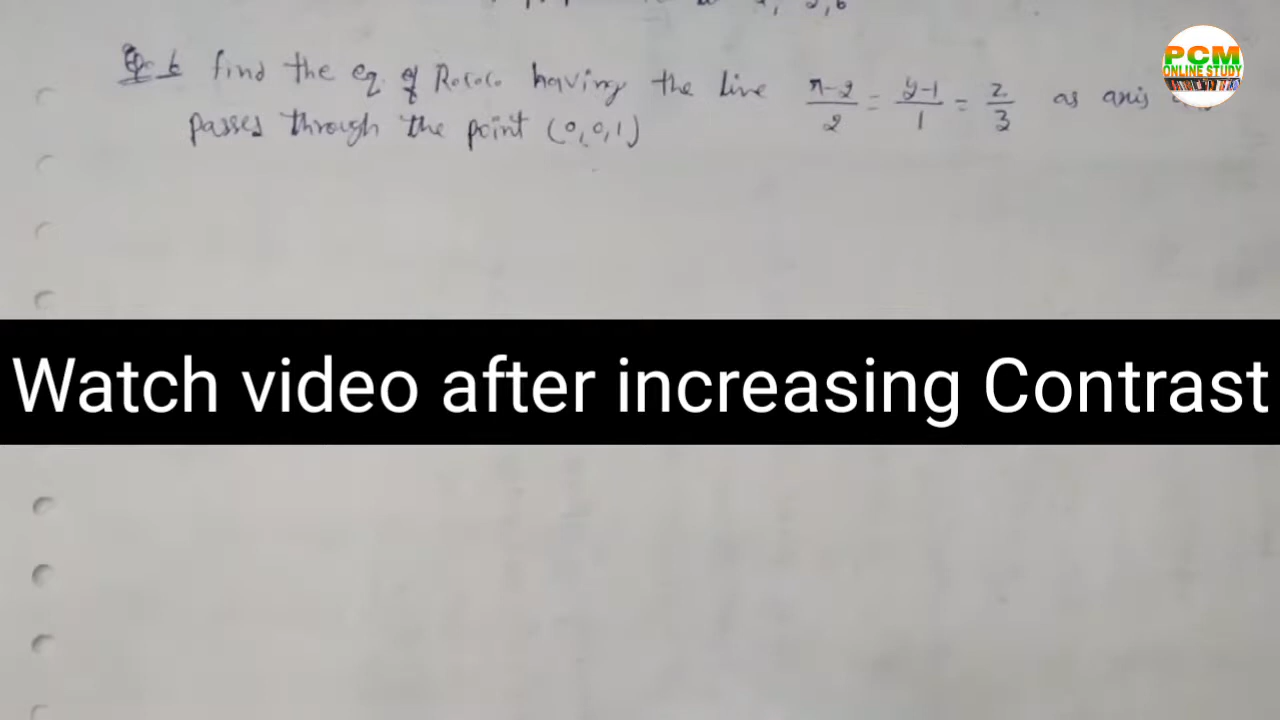 Q. 6 find the eq. of Rococo having the line x-2/2 = y-1/1 = z/3 as axis
passes through the point (0,0,1)
PCM
ONLINE STUDY
Watch video after increasing Contrast